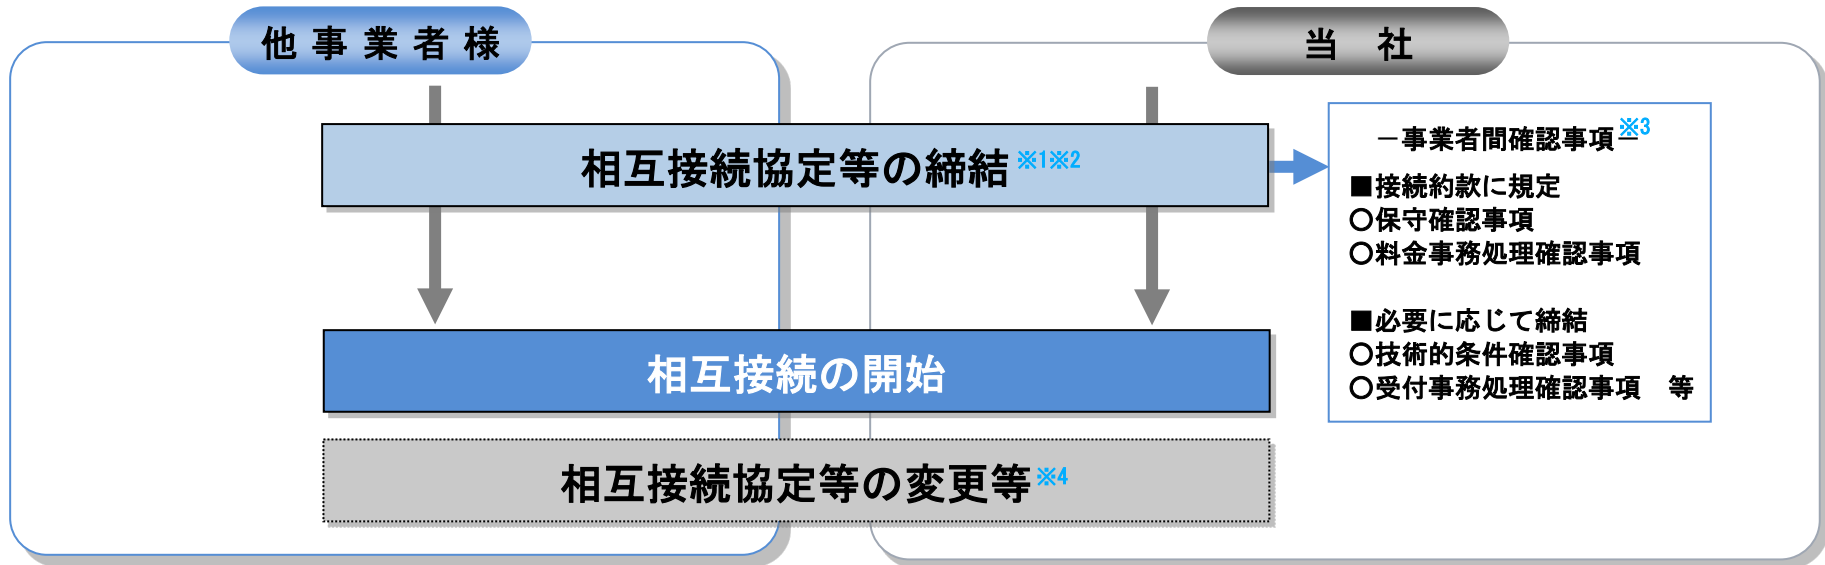 他事業者様
当　社
相互接続協定等の締結※1※2
－事業者間確認事項－※3
■接続約款に規定
〇保守確認事項
〇料金事務処理確認事項
■必要に応じて締結
〇技術的条件確認事項
〇受付事務処理確認事項　等
相互接続の開始
相互接続協定等の変更等※4